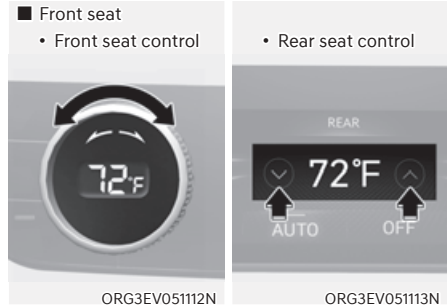 ■ Front seat
• Front seat control
72°F
ORG3EV051112N
• Rear seat control
REAR
72°F
AUTO
OFF
ORG3EV051113N